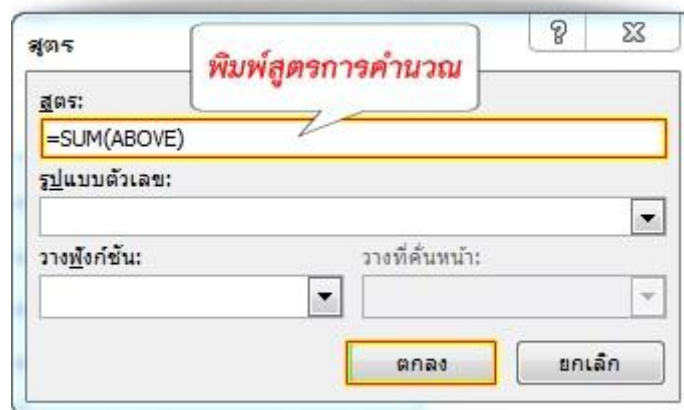 สูตร
พิมพ์สูตรการคำนวณ
สูตร:
=SUM(ABOVE)
รูปแบบตัวเลข:
วางฟังก์ชัน: วางที่คั่นหน้า:
ตกลง ยกเลิก